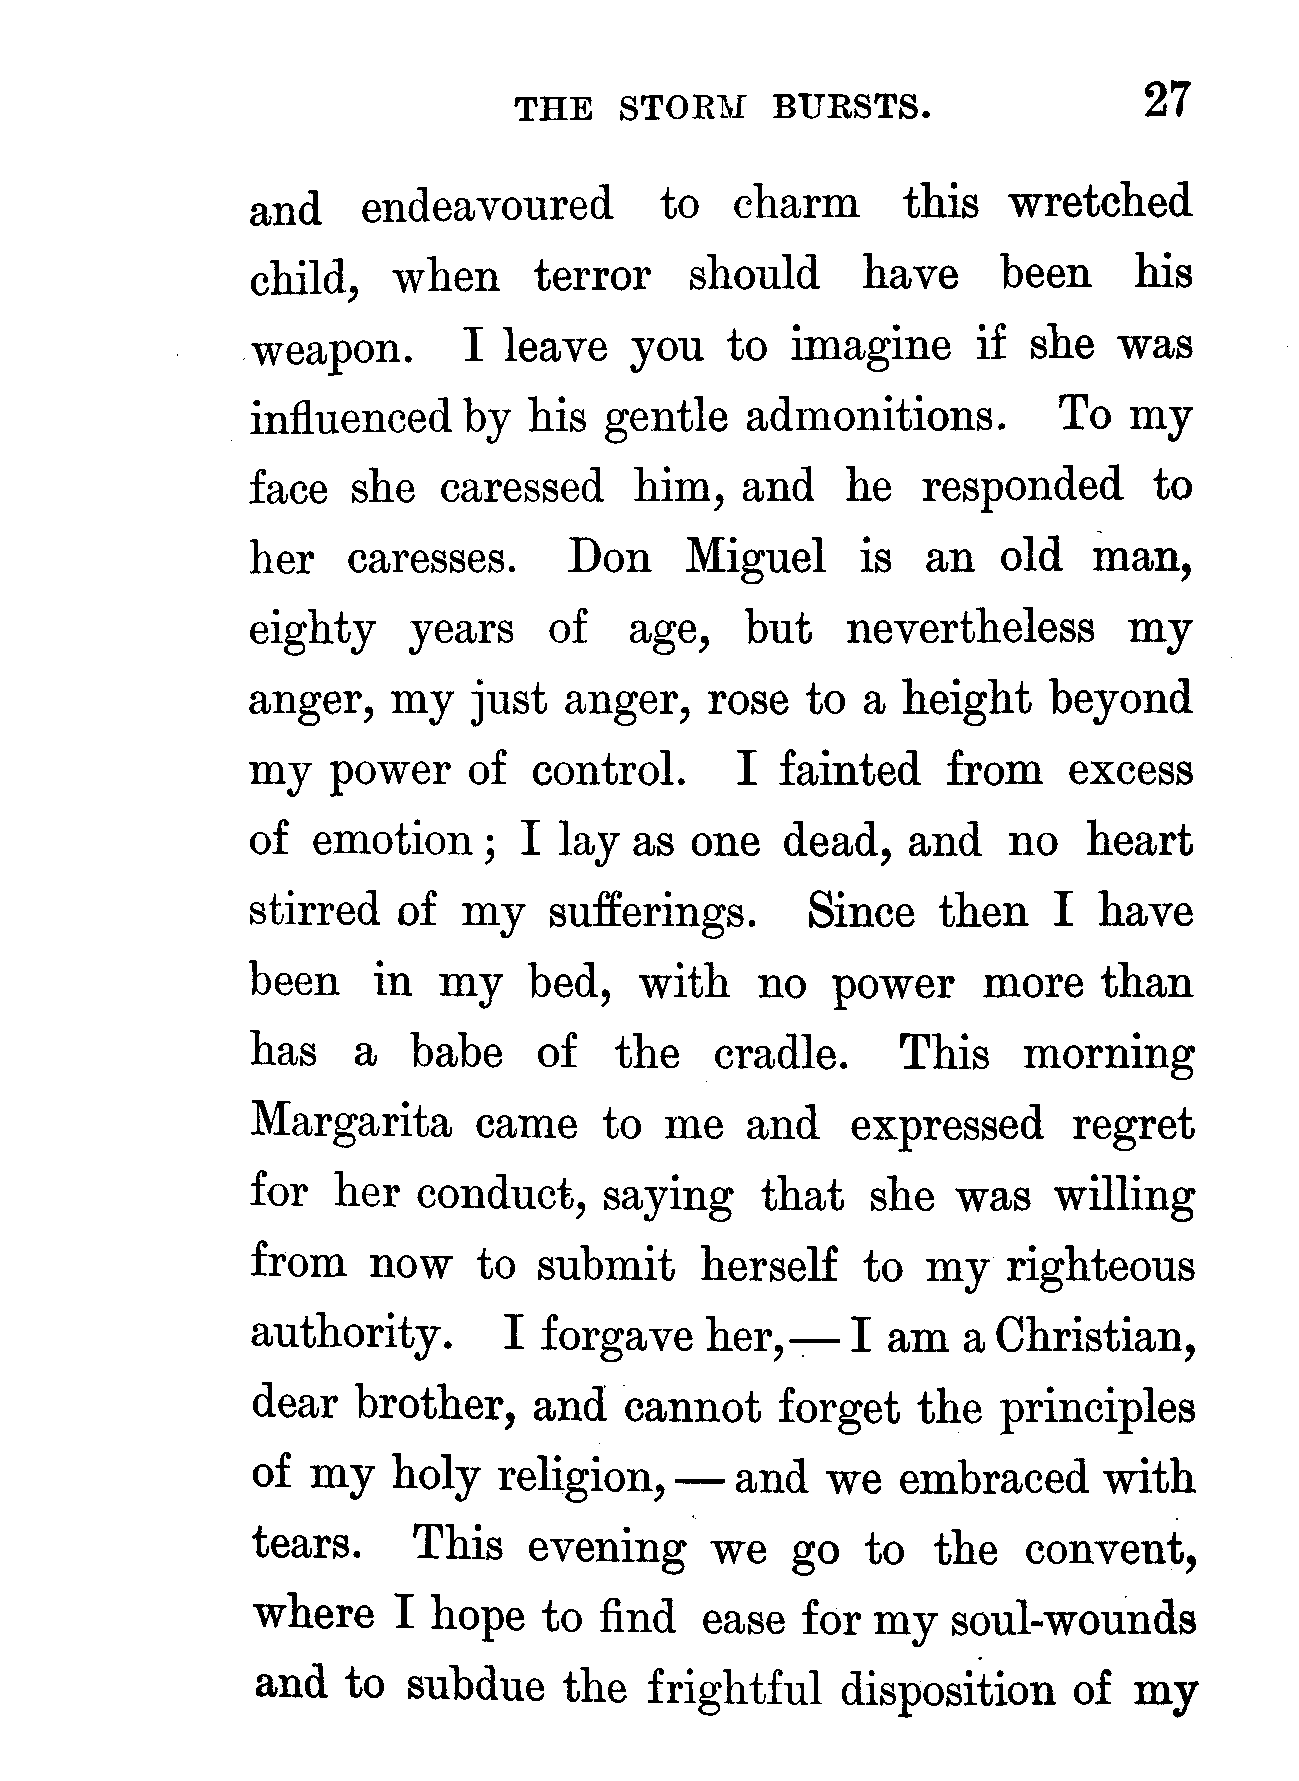 THE STORM BURSTS. 27
and endeavoured to charm this wretched
child, when terror should have been his
weapon. I leave you to imagine if she was
influenced by his gentle admonitions. To my
face she caressed him, and he responded to
her caresses. Don Miguel is an old man,
eighty years of age, but nevertheless my
anger, my just anger, rose to a height beyond
my power of control. I fainted from excess
of emotion; I lay as one dead, and no heart
stirred of my sufferings. Since then I have
been in my bed, with no power more than
has a babe of the cradle. This morning
Margarita came to me and expressed regret
for her conduct, saying that she was willing
from now to submit herself to my righteous
authority. I forgave her,—I am a Christian,
dear brother, and cannot forget the principles
of my holy religion,—and we embraced with
tears. This evening we go to the convent,
where I hope to find ease for my soul-wounds
and to subdue the frightful disposition of my